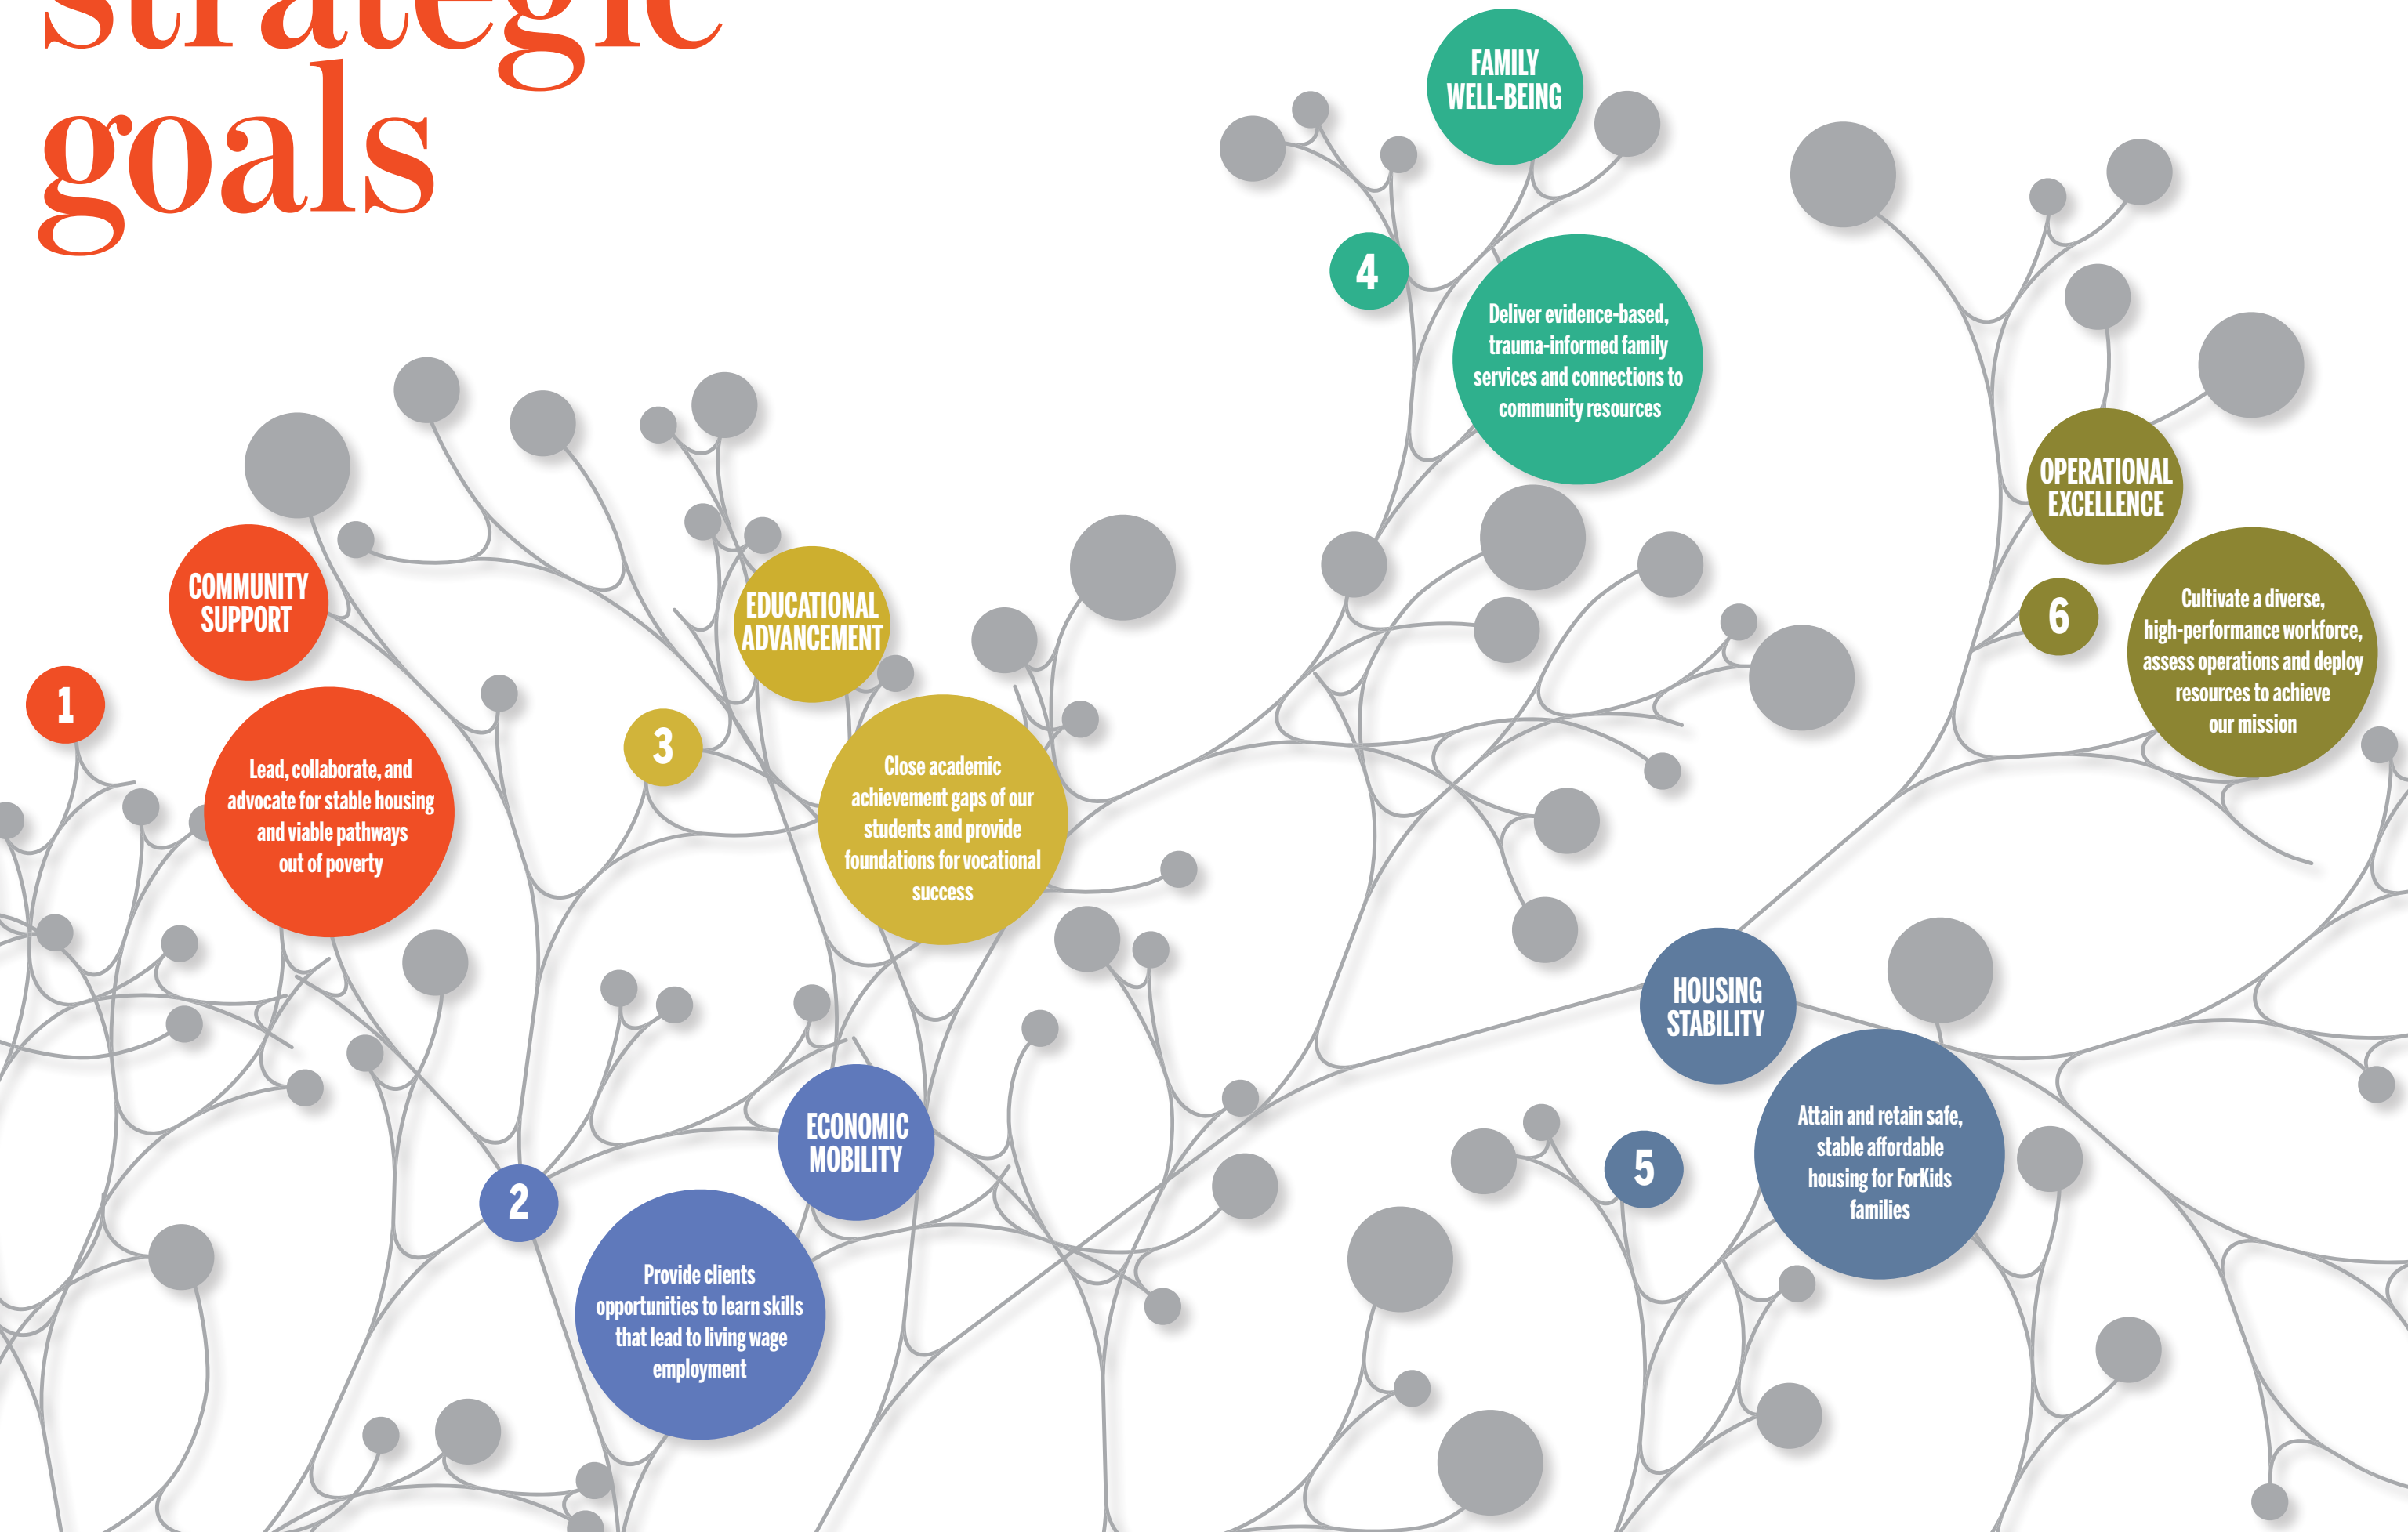 strategic
goals
1
COMMUNITY
SUPPORT
Lead, collaborate, and
advocate for stable housing
and viable pathways
out of poverty
2
ECONOMIC
MOBILITY
Provide clients
opportunities to learn skills
that lead to living wage
employment
3
EDUCATIONAL
ADVANCEMENT
Close academic
achievement gaps of our
students and provide
foundations for vocational
success
4
FAMILY
WELL-BEING
Deliver evidence-based,
trauma-informed family
services and connections to
community resources
5
HOUSING
STABILITY
Attain and retain safe,
stable affordable
housing for ForKids
families
6
OPERATIONAL
EXCELLENCE
Cultivate a diverse,
high-performance workforce,
assess operations and deploy
resources to achieve
our mission